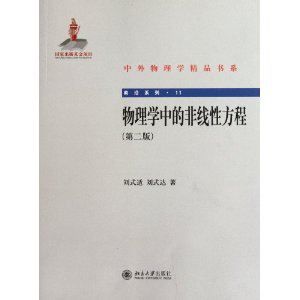 国家出版基金项目
中外物理学精品书系
前沿系列·11
物理学中的非线性方程
(第二版)
刘式适 刘式达 著
北京大学出版社